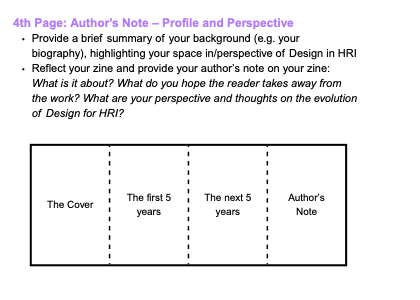 4th Page: Author's Note – Profile and Perspective
• Provide a brief summary of your background (e.g. your
biography), highlighting your space in/perspective of Design in HRI
• Reflect your zine and provide your author's note on your zine:
What is it about? What do you hope the reader takes away from
the work? What are your perspective and thoughts on the evolution
of Design for HRI?
The Cover
The first 5
years
The next 5
years
Author's
Note